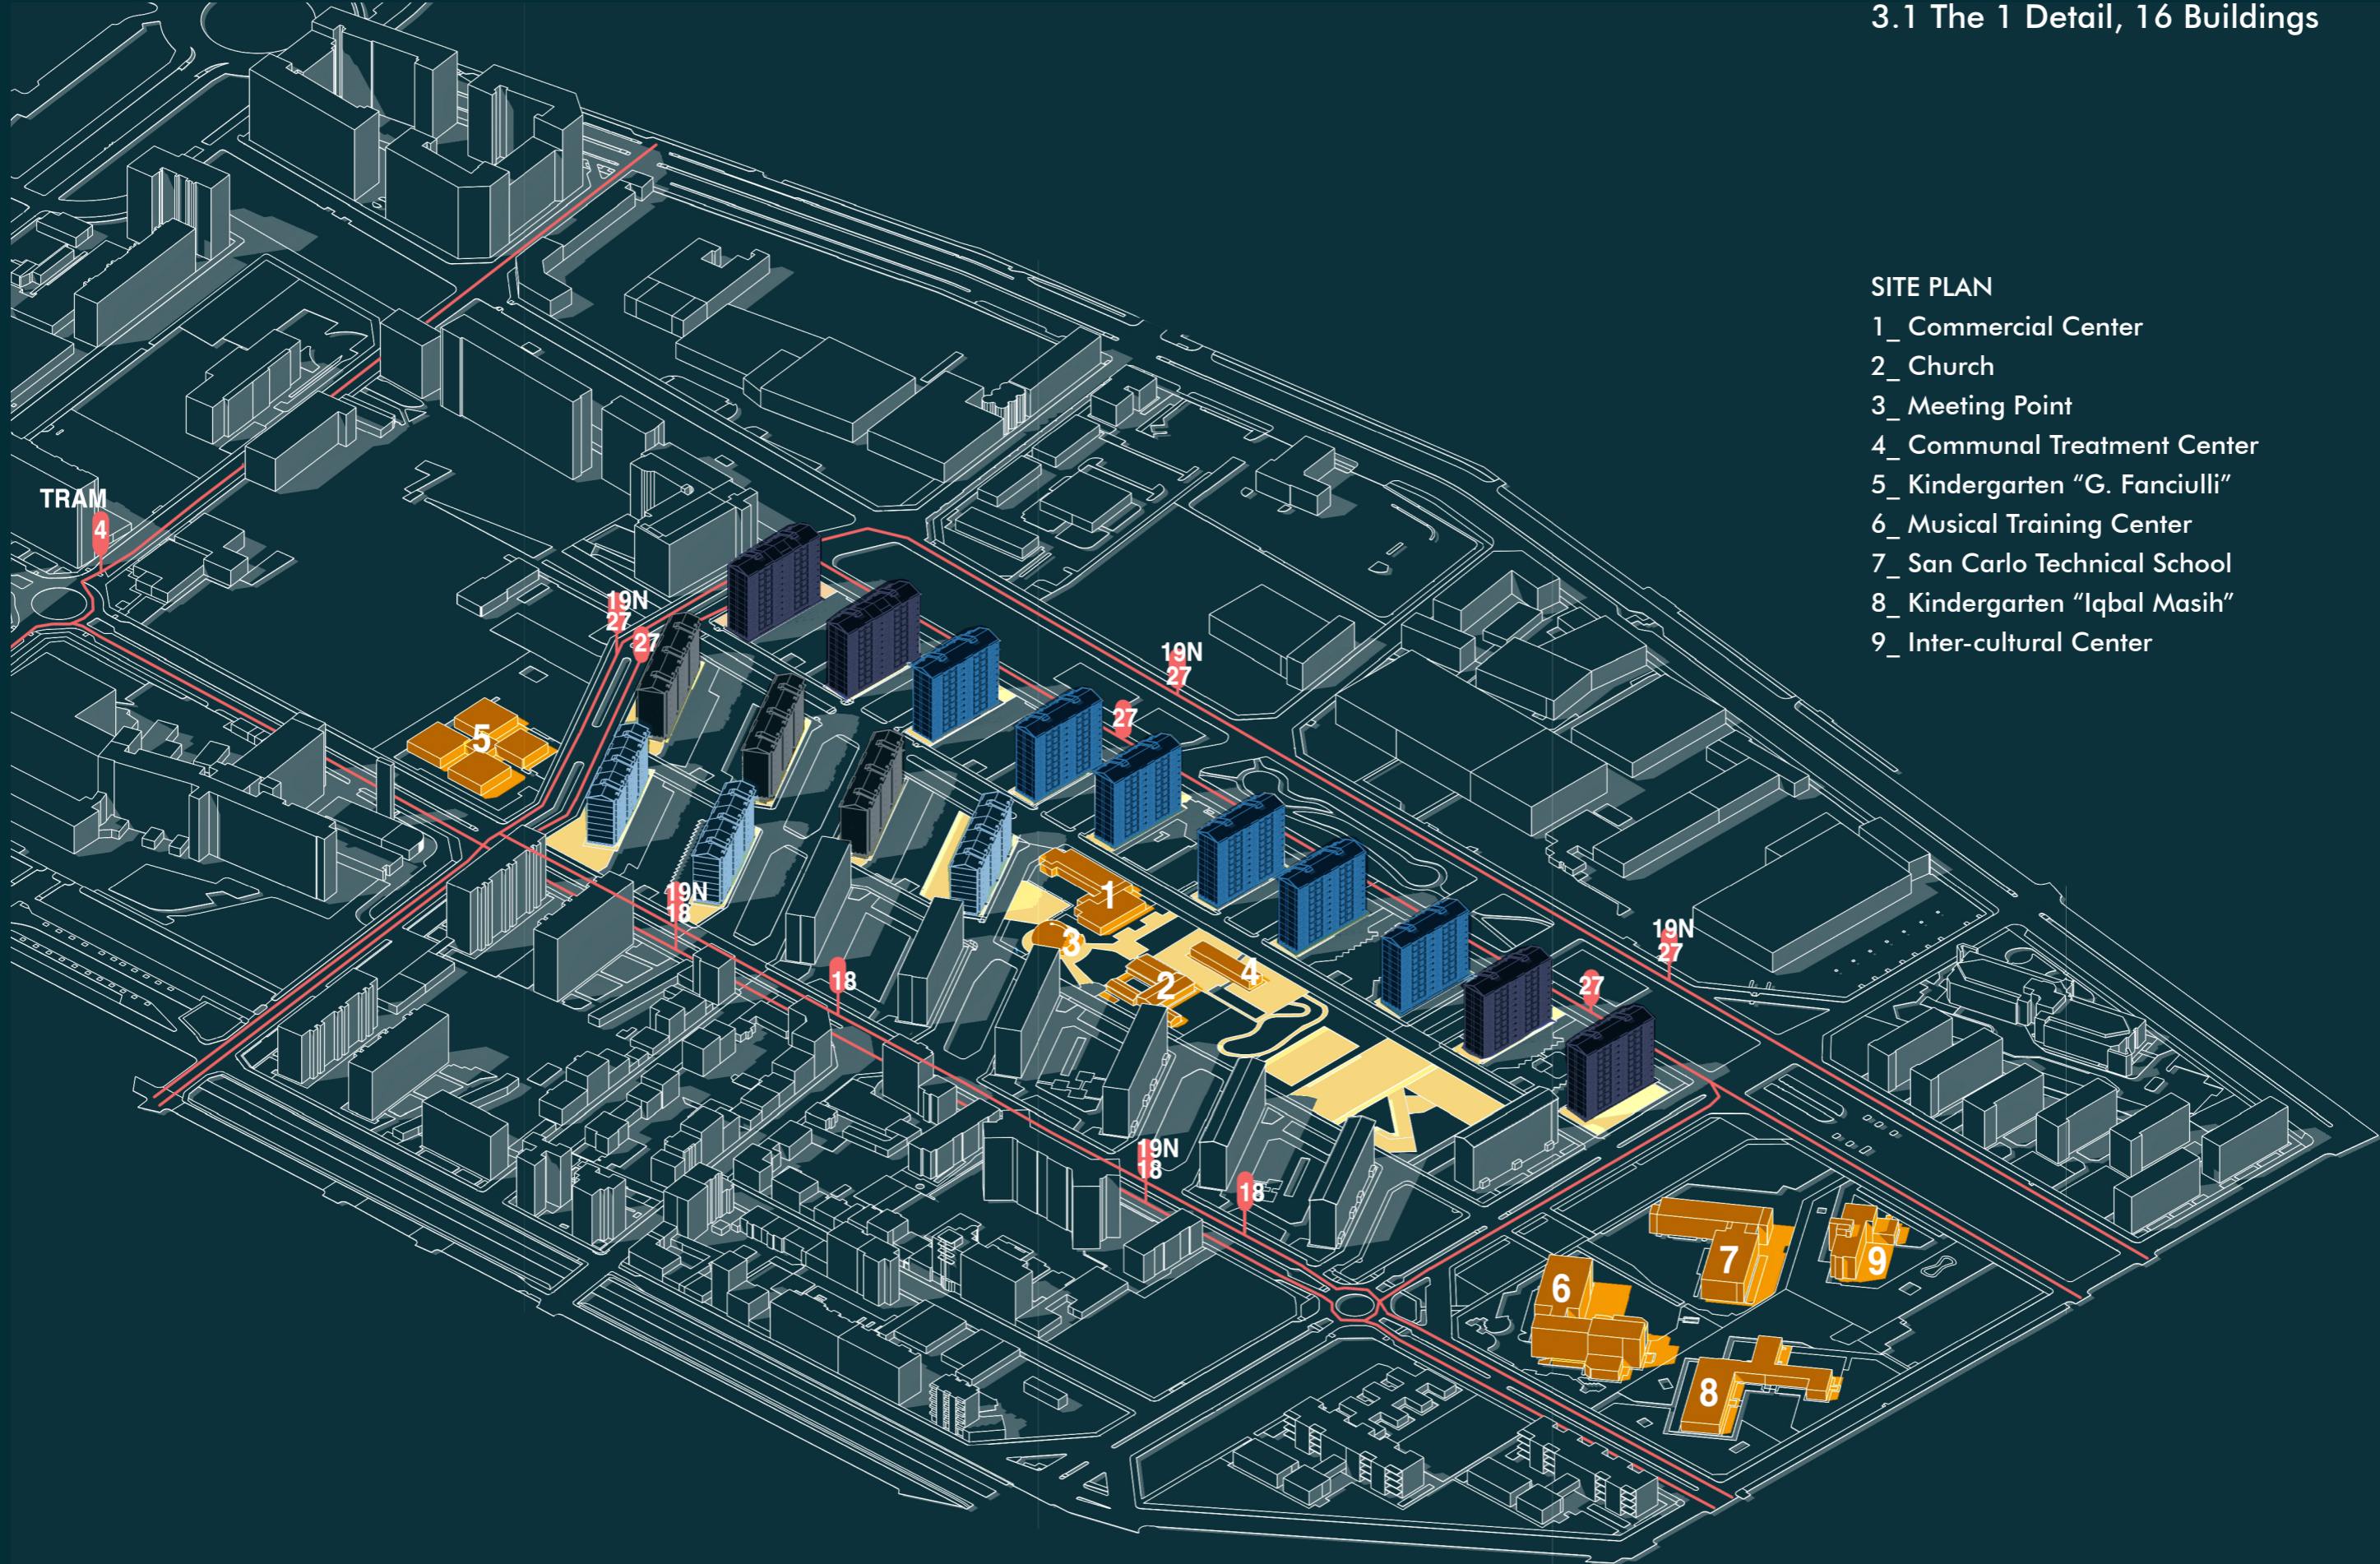 3.1 The 1 Detail, 16 Buildings
SITE PLAN
1_ Commercial Center
2_ Church
3_ Meeting Point
4_ Communal Treatment Center
5_ Kindergarten “G. Fanciulli”
6_ Musical Training Center
7_ San Carlo Technical School
8_ Kindergarten “Iqbal Masih”
9_ Inter-cultural Center
TRAM
4
19N
27
27
19N
27
27
5
1
3
2
4
19N
18
18
19N
27
27
19N
18
18
7
9
6
8